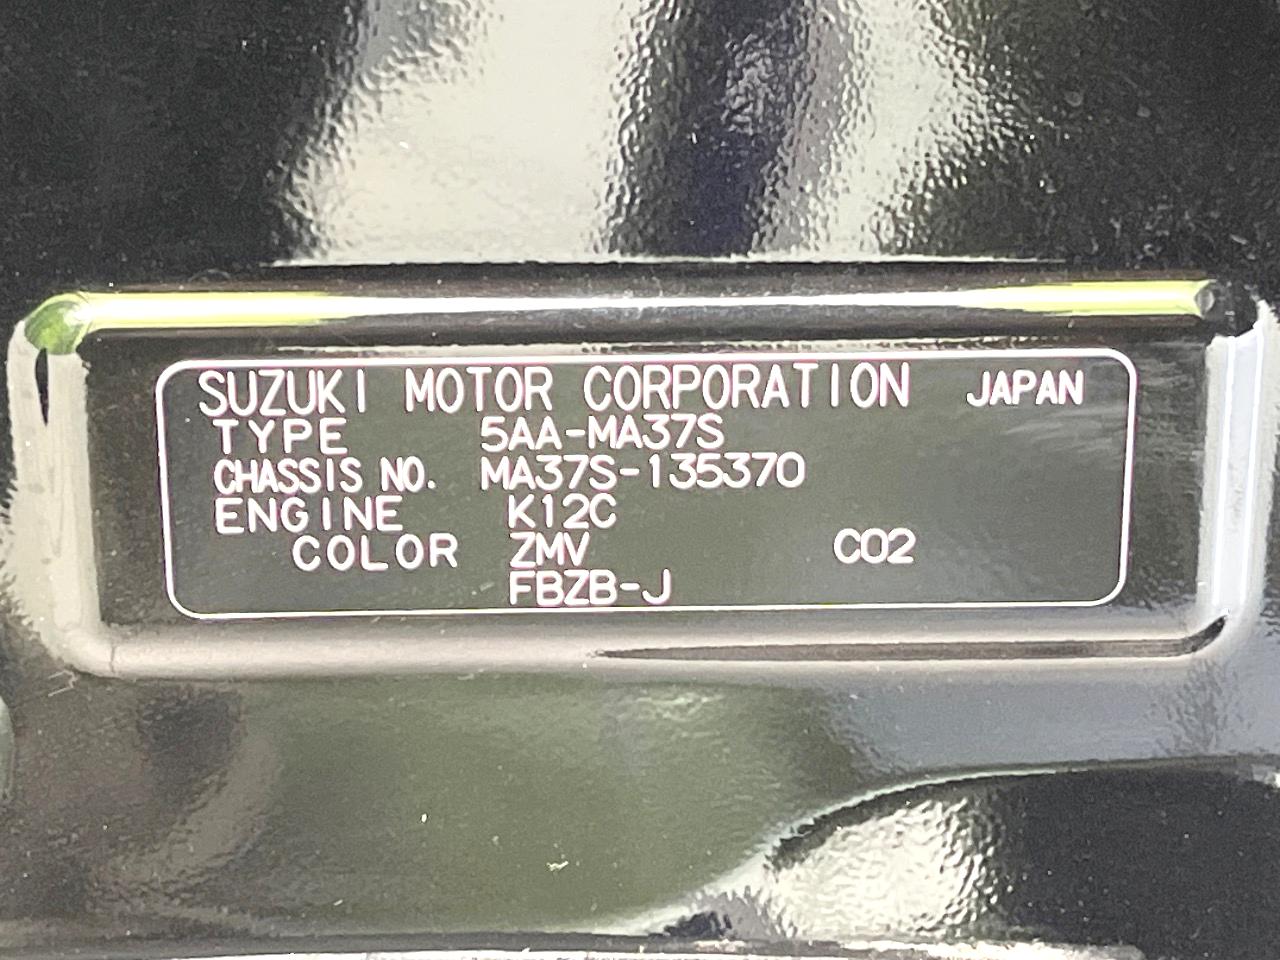 SUZUKI MOTOR CORPORATION JAPAN
TYPE 5AA-MA37S
CHASSIS NO. MA37S-135370
ENGINE K12C
COLOR ZMV C02
FBZB-J